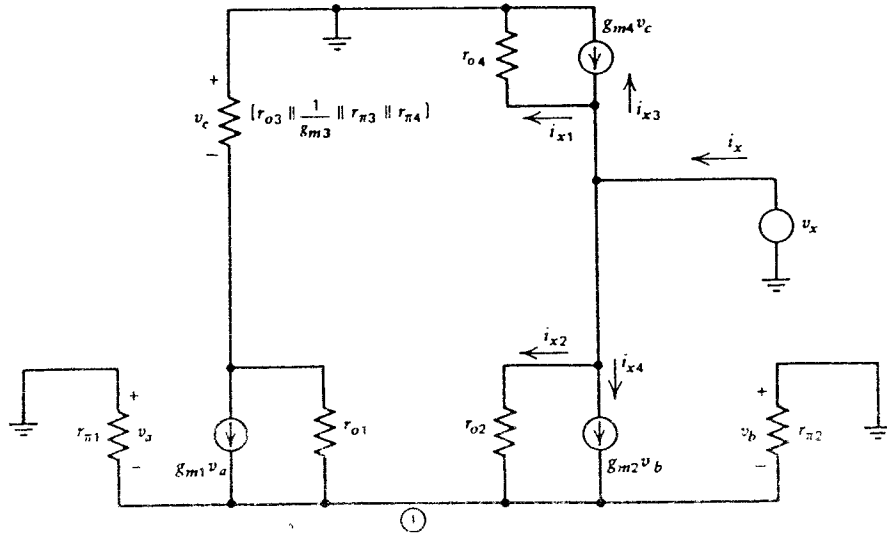 g_{m4}v_c
r_{o4}
+
v_c
[r_{o3} || \frac{1}{g_{m3}} || r_{π3} || r_{π4}]
−
i_{x1}
i_{x3}
i_x
v_x
i_{x2}
i_{x4}
+
r_{π1}
v_a
−
r_{o1}
r_{o2}
+
v_b
r_{π2}
−
g_{m1}v_a
g_{m2}v_b
1